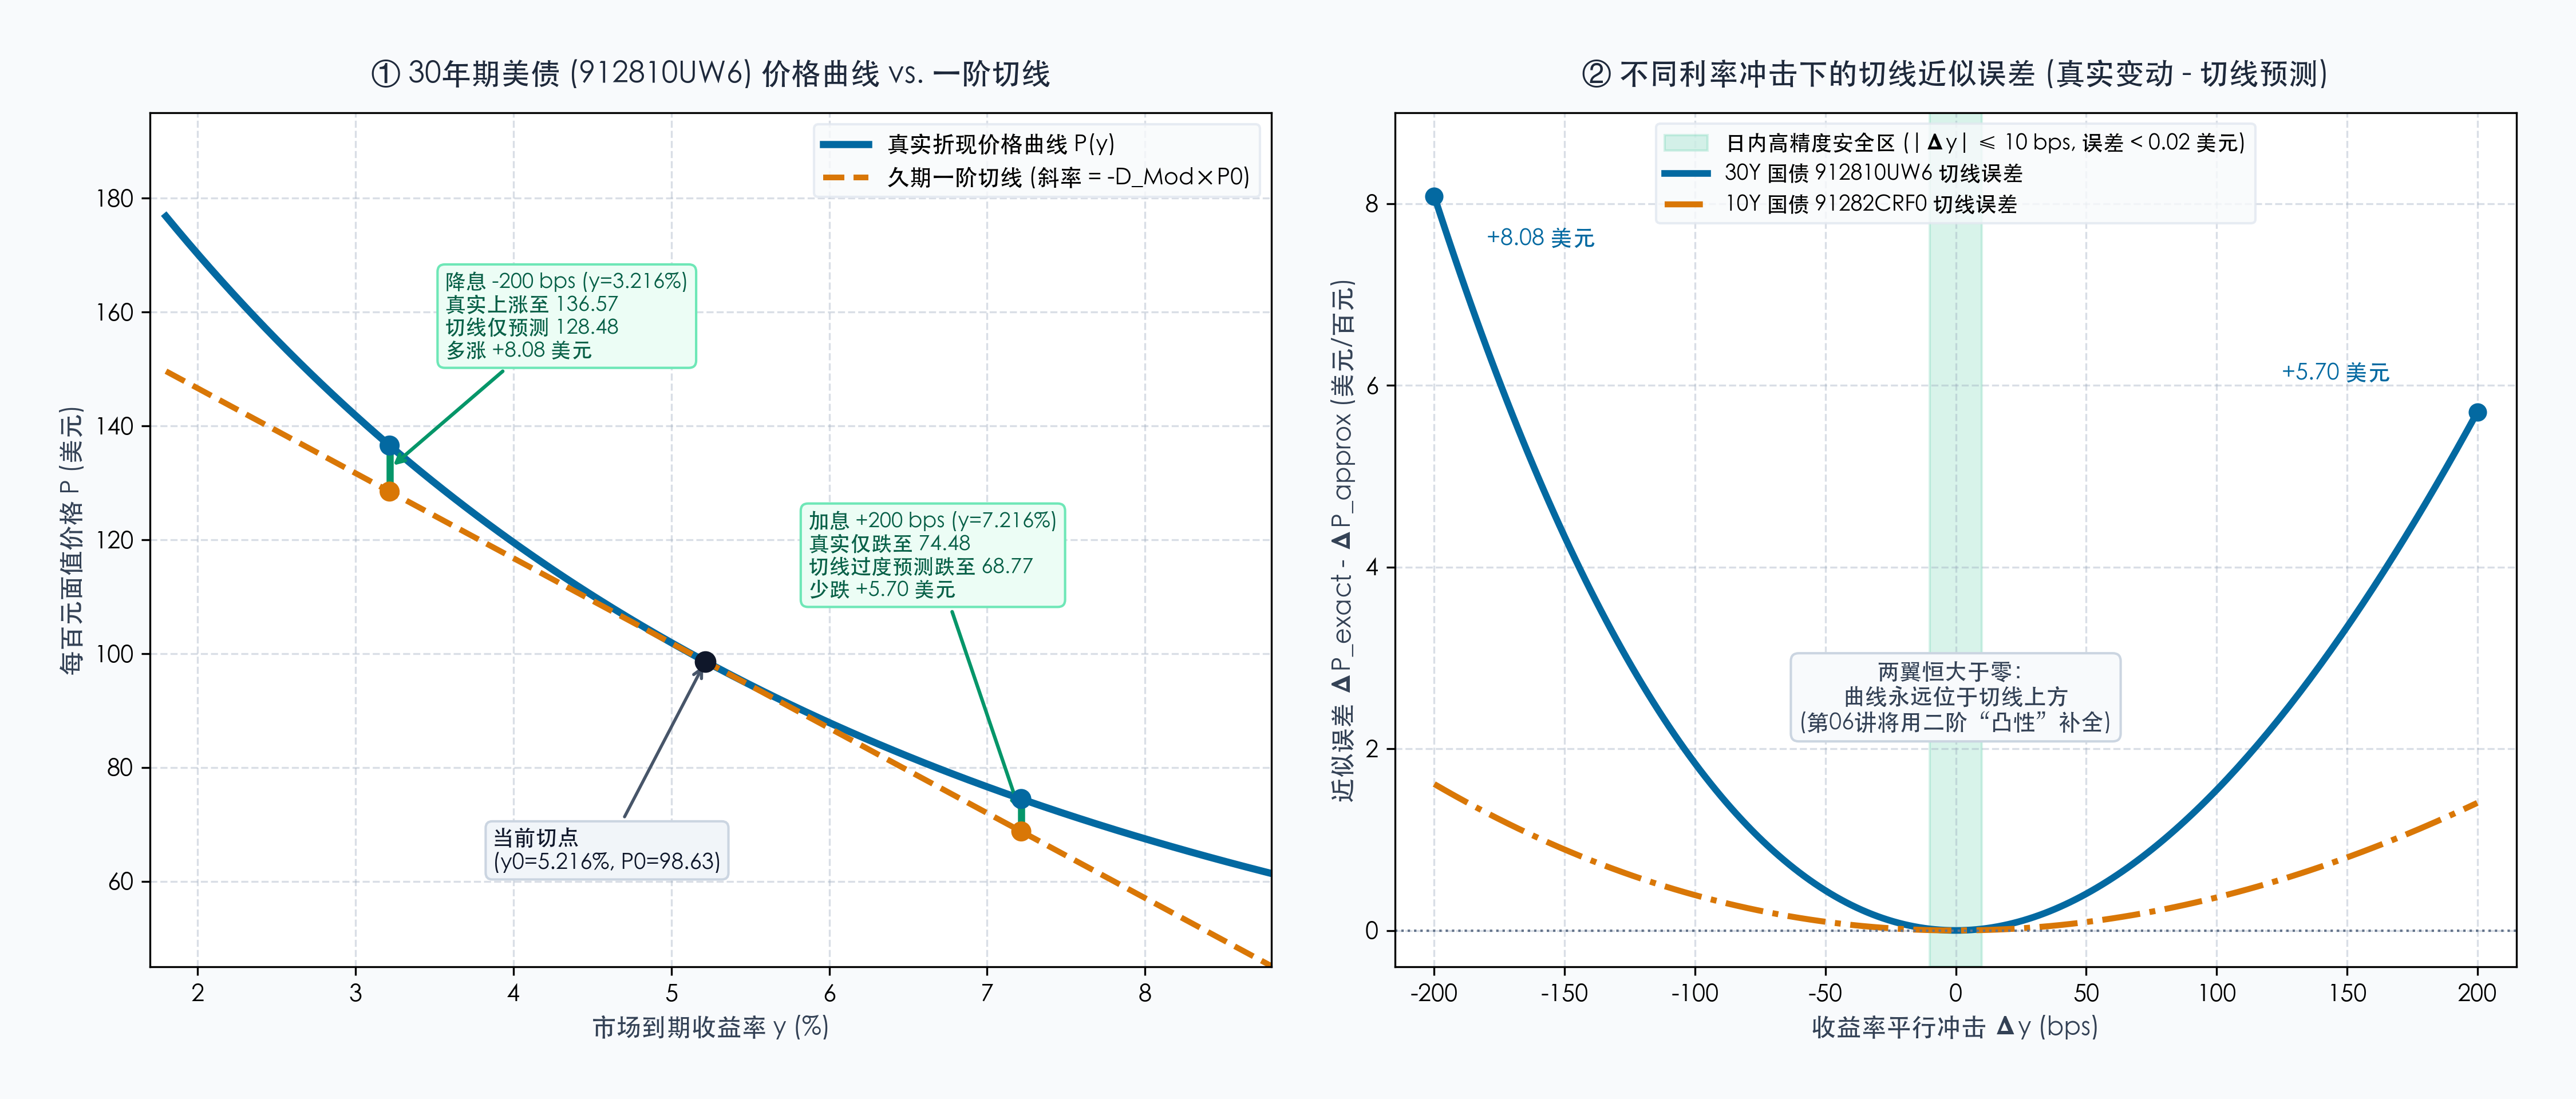 ① 30年期美债 (912810UW6) 价格曲线 vs. 一阶切线
真实折现价格曲线 P(y)
久期一阶切线 (斜率 = -D_Mod×P0)
降息 -200 bps (y=3.216%)
真实上涨至 136.57
切线仅预测 128.48
多涨 +8.08 美元
加息 +200 bps (y=7.216%)
真实仅跌至 74.48
切线过度预测跌至 68.77
少跌 +5.70 美元
当前切点
(y0=5.216%, P0=98.63)
每百元面值价格 P (美元)
180
160
140
120
100
80
60
2 3 4 5 6 7 8
市场到期收益率 y (%)
② 不同利率冲击下的切线近似误差 (真实变动 - 切线预测)
日内高精度安全区 (|Δy| ≤ 10 bps, 误差 < 0.02 美元)
30Y 国债 912810UW6 切线误差
10Y 国债 91282CRF0 切线误差
+8.08 美元
+5.70 美元
两翼恒大于零：
曲线永远位于切线上方
(第06讲将用二阶“凸性”补全)
近似误差 ΔP_exact - ΔP_approx (美元/百元)
8
6
4
2
0
-200 -150 -100 -50 0 50 100 150 200
收益率平行冲击 Δy (bps)